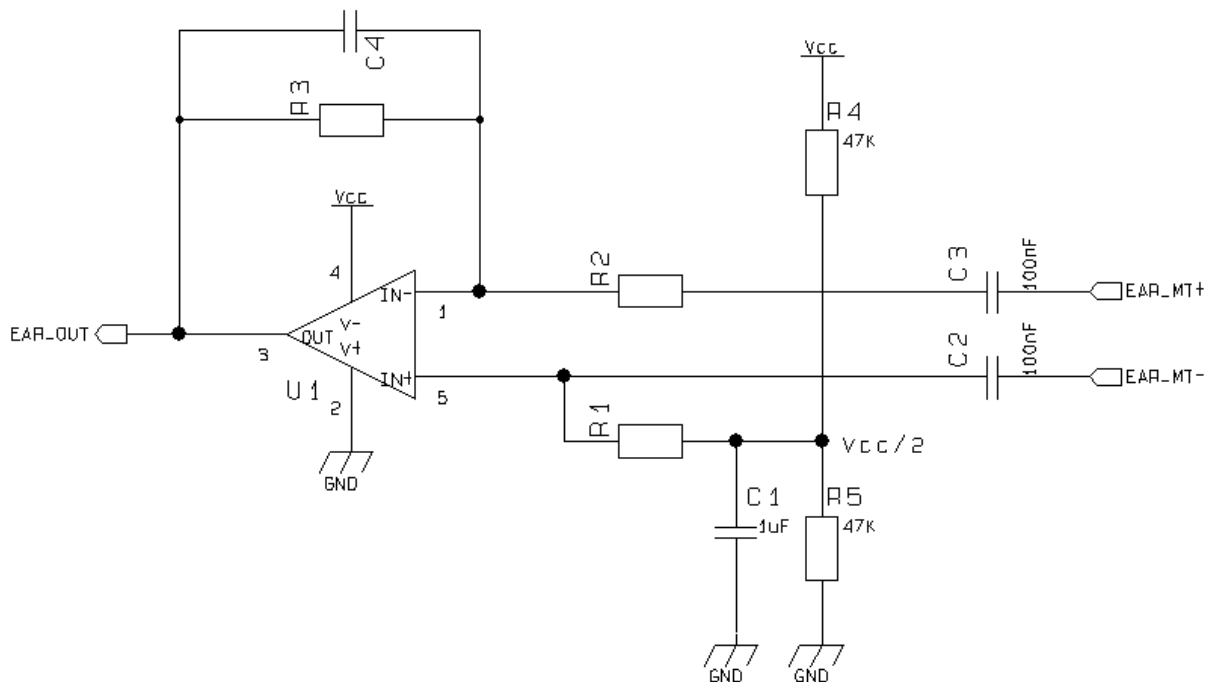 C4
R3
Vcc
R4
47K
Vcc
4
IN-
1
R2
C3
100nF
EAR_MT+
EAR_OUT
3
OUT
V-
V+
U1
2
IN+
5
C2
100nF
EAR_MT-
R1
Vcc/2
GND
C1
1uF
R5
47K
GND
GND